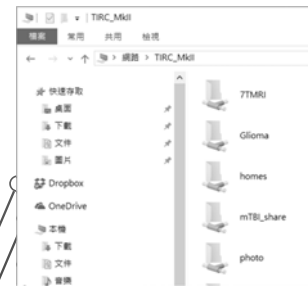 TIRC_MkII
檔案 常用 共用 檢視
網路 > TIRC_MkII
快速存取
桌面
下載
文件
圖片
Dropbox
OneDrive
本機
下載
文件
音樂
7TMRI
Glioma
homes
mTBI_share
photo